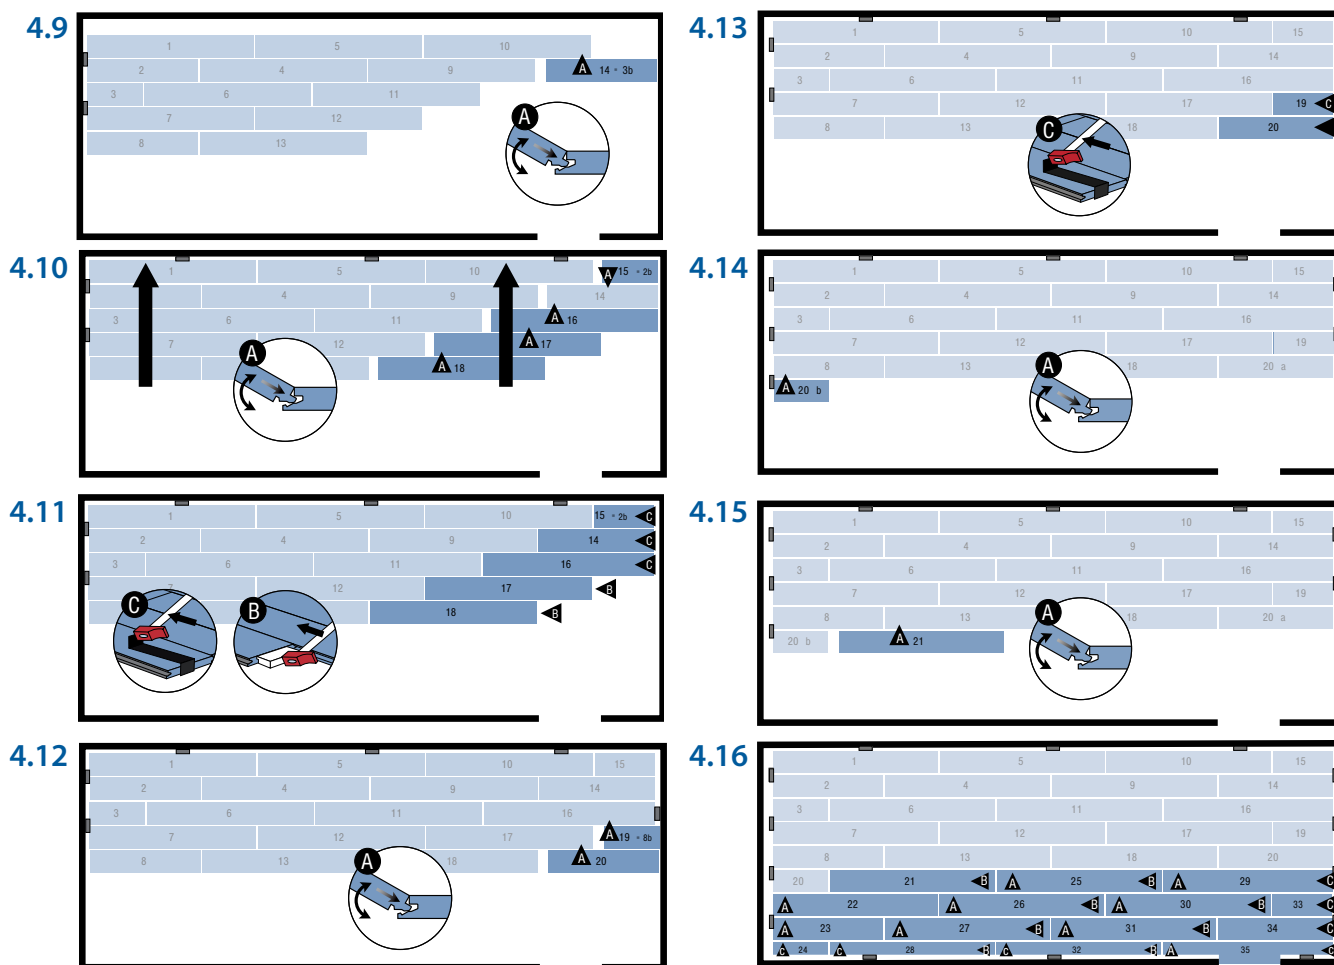 4.9
1 5 10
2 4 9 A 14 = 3b
3 6 11
7 12
8 13
A
4.10
1 5 10 A 15 = 2b
4 9 14
3 6 11 A 16
7 12 A 17
A 18
A
4.11
1 5 10 15 = 2b C
2 4 9 14 C
3 6 11 16 C
7 12 17 B
18 B
C B
4.12
1 5 10 15
2 4 9 14
3 6 11 16
7 12 17 A 19 = 8b
8 13 18 A 20
A
4.13
1 5 10 15
2 4 9 14
3 6 11 16
7 12 17 19 C
8 13 18 20
C
4.14
1 5 10 15
2 4 9 14
3 6 11 16
7 12 17 19
8 13 18 20 a
A 20 b
A
4.15
1 5 10 15
2 4 9 14
3 6 11 16
7 12 17 19
8 13 18 20 a
20 b A 21
A
4.16
1 5 10 15
2 4 9 14
3 6 11 16
7 12 17 19
8 13 18 20
20 21 B A 25 B A 29 C
A 22 A 26 B A 30 B 33 C
A 23 A 27 B A 31 B 34 C
C 24 C 28 B C 32 B A 35 C